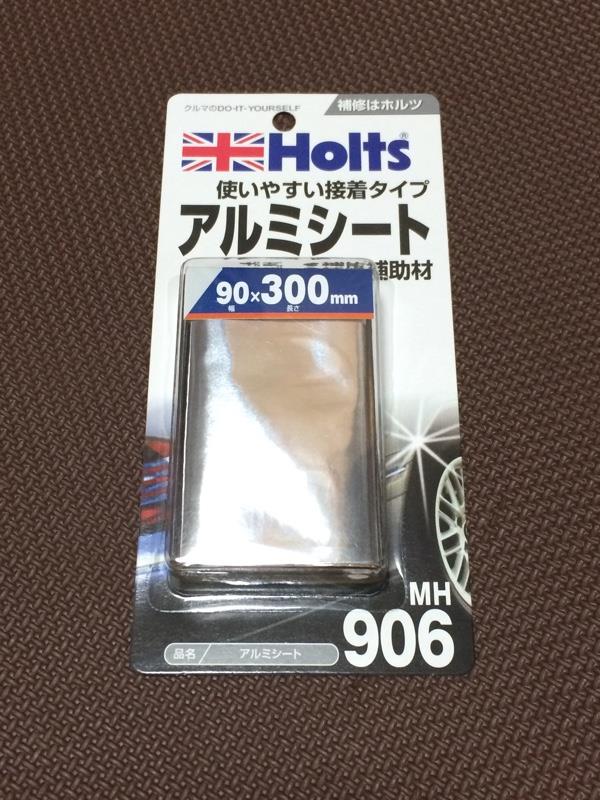 クルマのDO-IT-YOURSELF
補修はホルツ
Holts®
使いやすい接着タイプ
アルミシート
補助材
90×300mm
幅 長さ
MH
906
品名 アルミシート